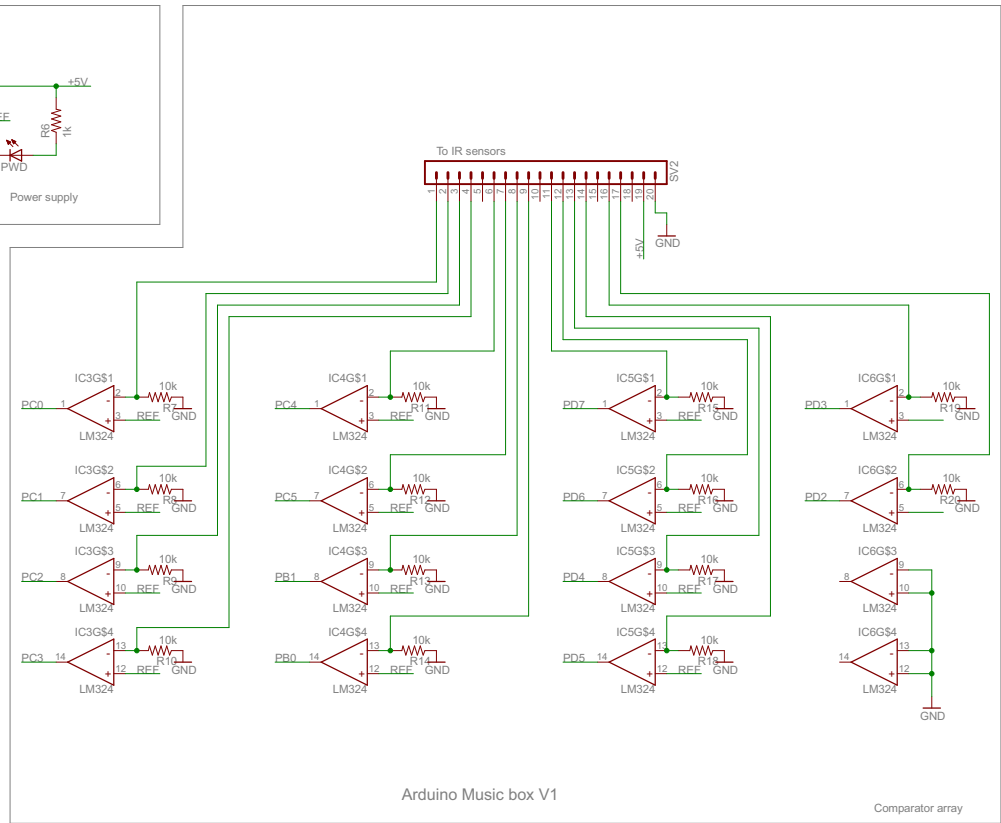 +5V
EF
R6
1k
PWD
Power supply
To IR sensors
SV2
1 2 3 4 5 6 7 8 9 10 11 12 13 14 15 16 17 18 19 20
+5V
GND
IC3G$1 IC4G$1 IC5G$1 IC6G$1
PC0 1 2 - 10k R7 GND 3 + REF LM324
PC4 1 2 - 10k R11 GND 3 + REF LM324
PD7 1 2 - 10k R15 GND 3 + REF LM324
PD3 1 2 - 10k R19 GND 3 + LM324
IC3G$2 IC4G$2 IC5G$2 IC6G$2
PC1 7 6 - 10k R8 GND 5 + REF LM324
PC5 7 6 - 10k R12 GND 5 + REF LM324
PD6 7 6 - 10k R16 GND 5 + REF LM324
PD2 7 6 - 10k R20 GND 5 + LM324
IC3G$3 IC4G$3 IC5G$3 IC6G$3
PC2 8 9 - 10k R9 GND 10 + REF LM324
PB1 8 9 - 10k R13 GND 10 + REF LM324
PD4 8 9 - 10k R17 GND 10 + REF LM324
8 9 - 10 + LM324
IC3G$4 IC4G$4 IC5G$4 IC6G$4
PC3 14 13 - 10k R10 GND 12 + REF LM324
PB0 14 13 - 10k R14 GND 12 + REF LM324
PD5 14 13 - 10k R18 GND 12 + REF LM324
14 13 - 12 + LM324
GND
Arduino Music box V1
Comparator array